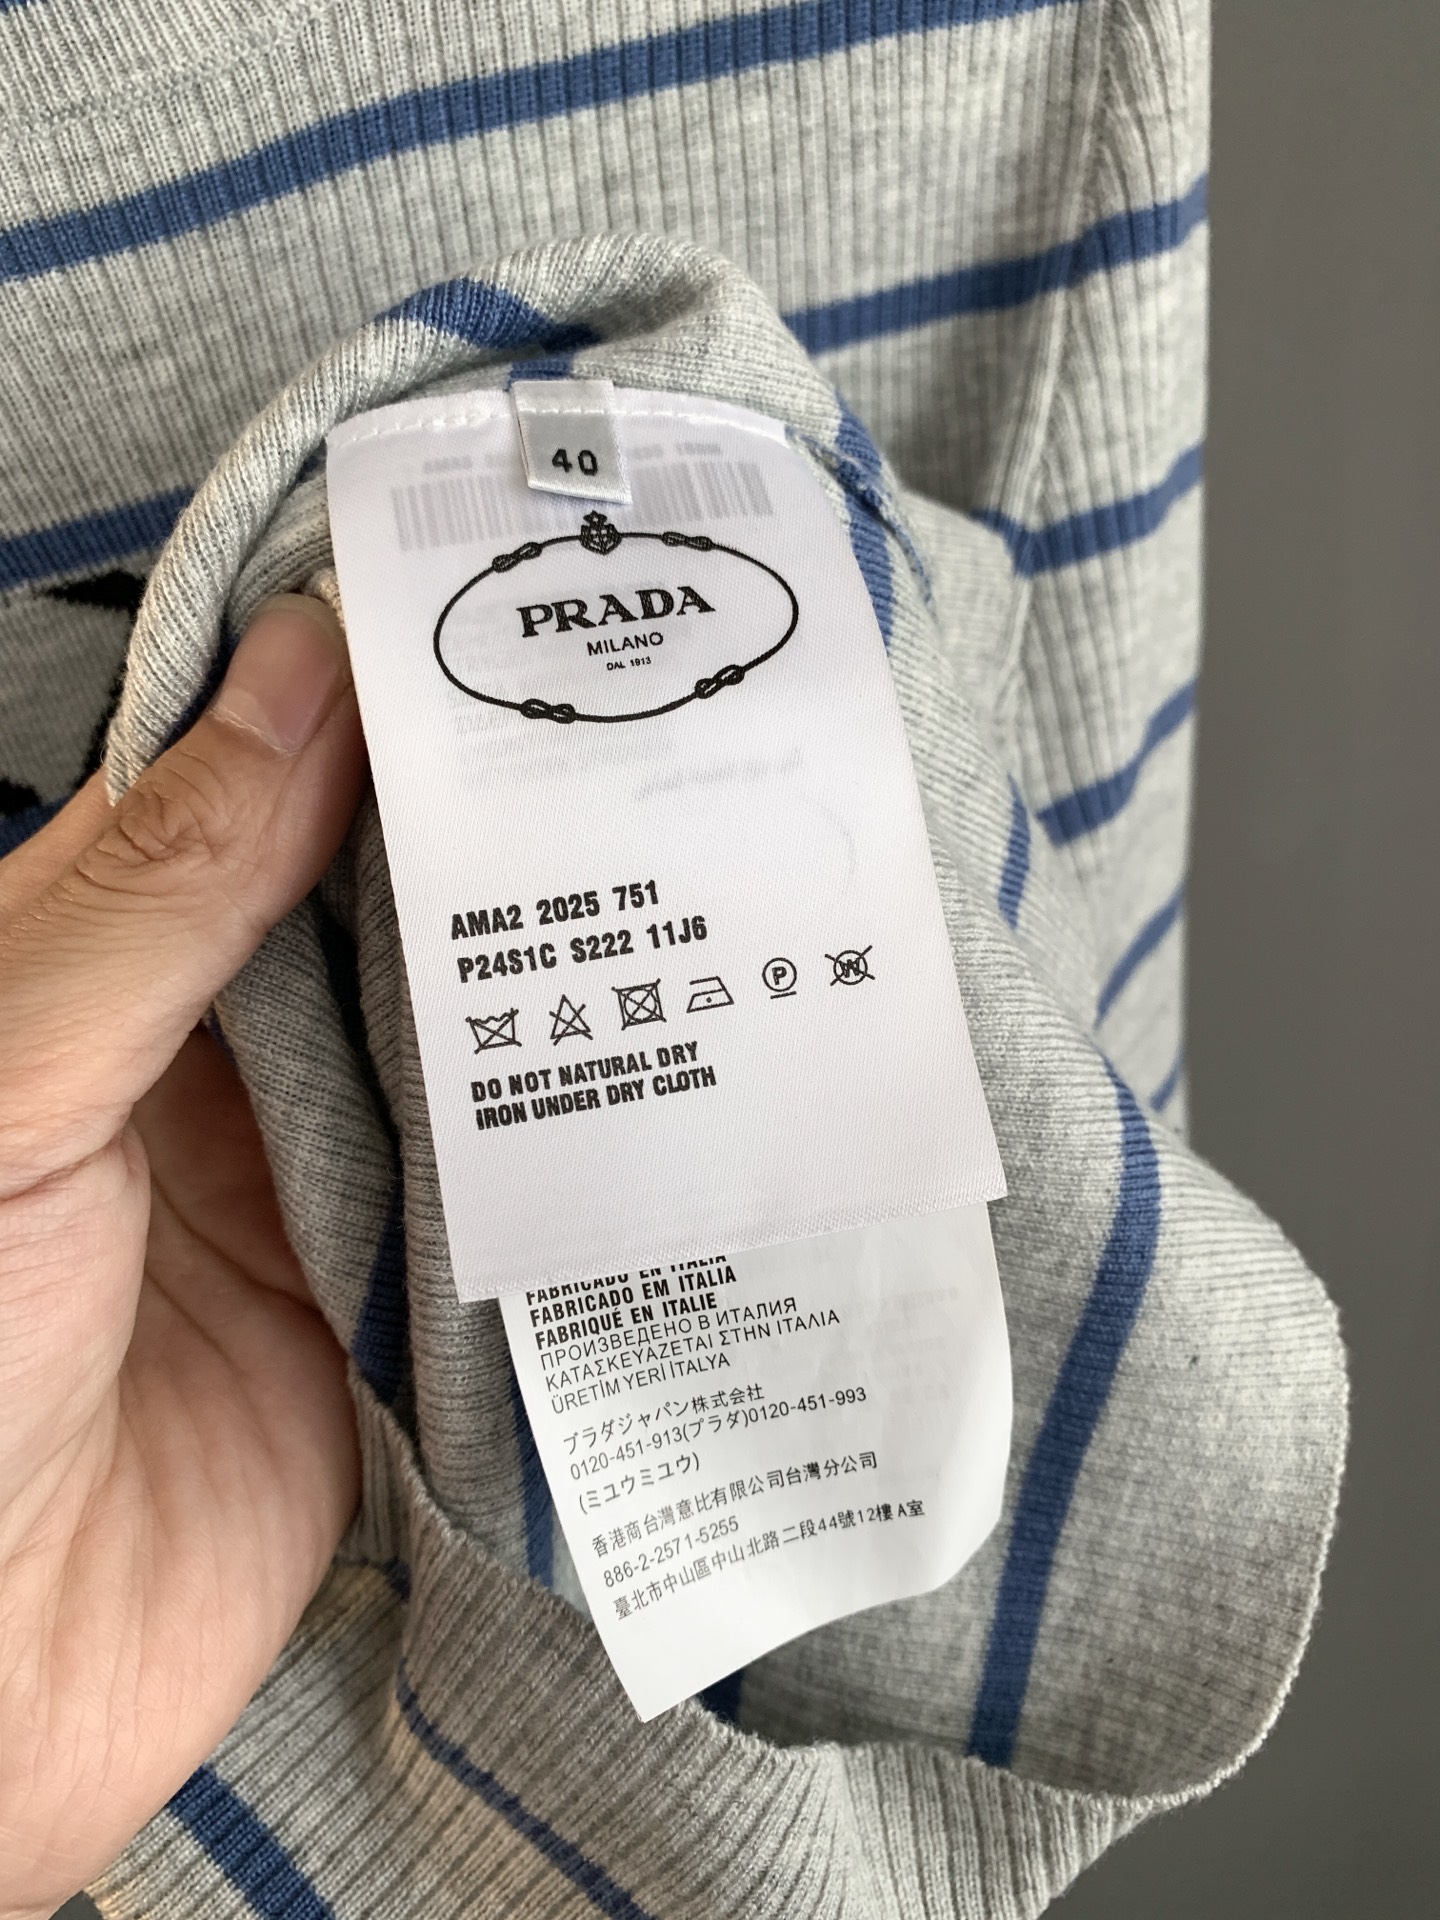 40
PRADA
MILANO
DAL 1913
AMA2 2025 751
P24S1C S222 11J6
P W
DO NOT NATURAL DRY
IRON UNDER DRY CLOTH
FABRICADO EN ITALIA
FABRICADO EM ITALIA
FABRIQUÉ EN ITALIE
ПРОИЗВЕДЕНО В ИТАЛИЯ
ΚΑΤΑΣΚΕΥΑΖΕΤΑΙ ΣΤΗΝ ΙΤΑΛΙΑ
ÜRETİM YERİ İTALYA
プラダジャパン株式会社
0120-451-913(プラダ)0120-451-993
(ミユウミユウ)
香港商台灣意比有限公司台灣分公司
886-2-2571-5255
臺北市中山區中山北路二段44號12樓A室